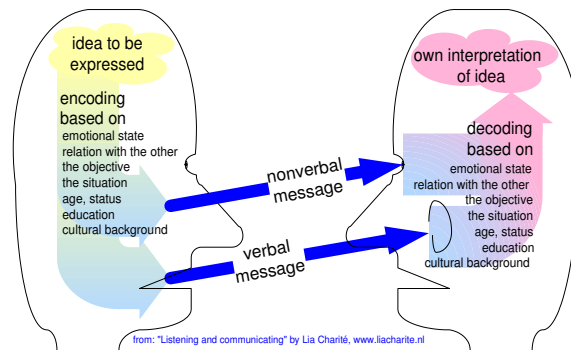 idea to be
expressed
encoding
based on
emotional state
relation with the other
the objective
the situation
age, status
education
cultural background
nonverbal
message
verbal
message
own interpretation
of idea
decoding
based on
emotional state
relation with the other
the objective
the situation
age, status
education
cultural background
from: "Listening and communicating" by Lia Charité, www.liacharite.nl